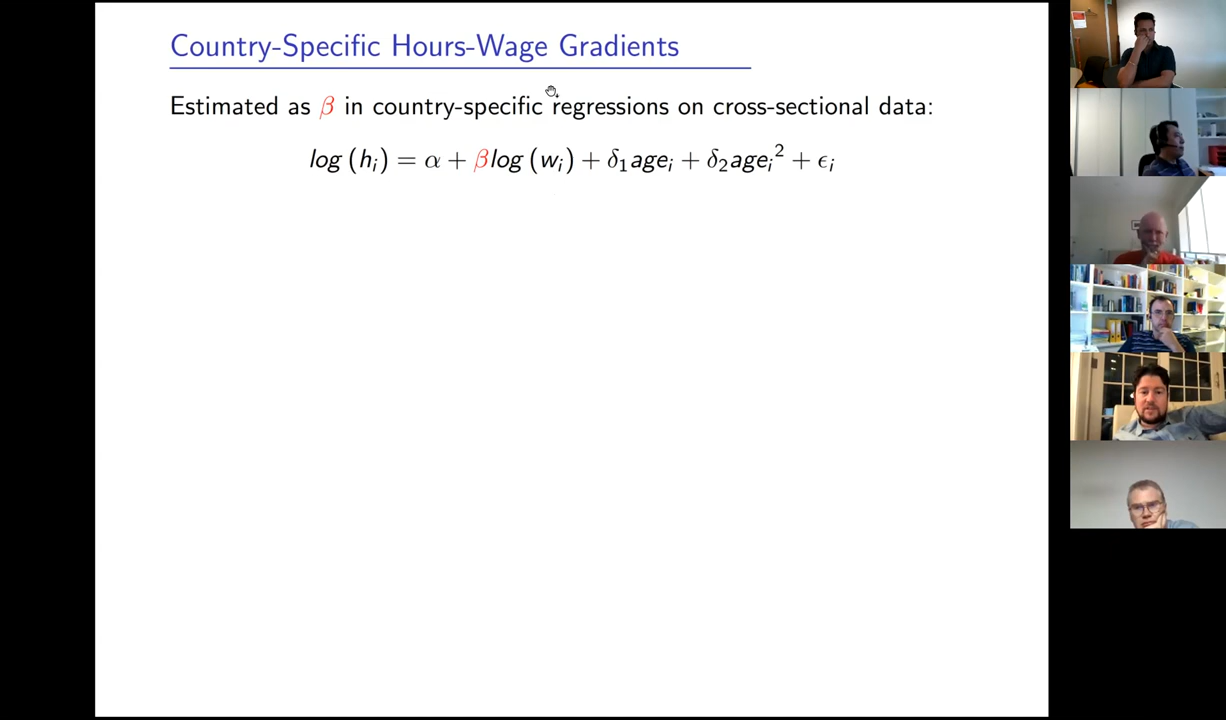 Country-Specific Hours-Wage Gradients
Estimated as β in country-specific regressions on cross-sectional data:
log (hᵢ) = α + βlog (wᵢ) + δ₁ageᵢ + δ₂ageᵢ² + ϵᵢ